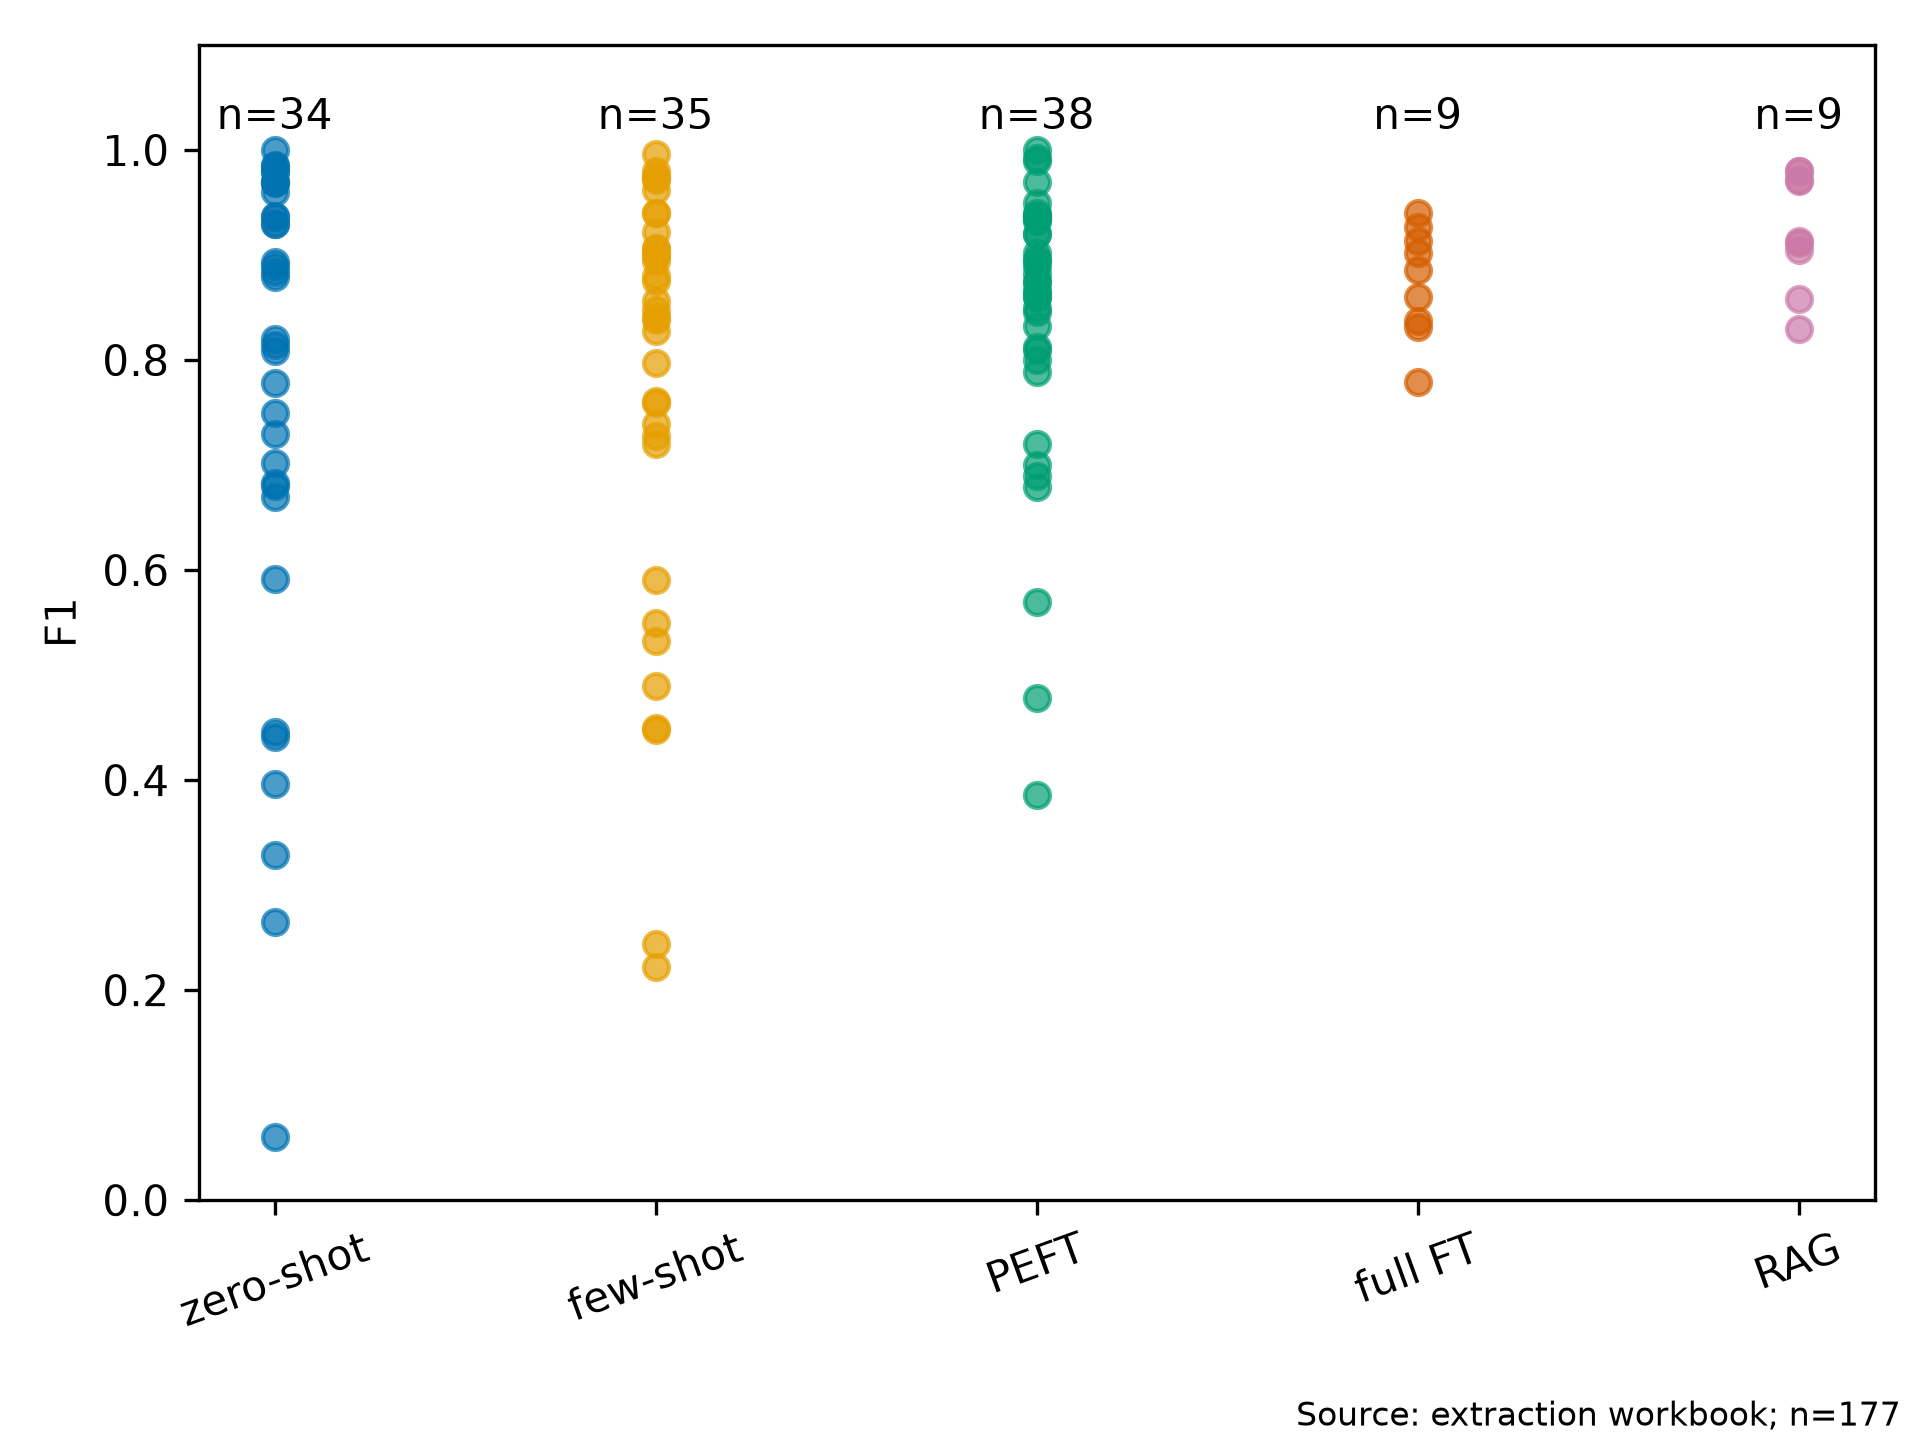 n=34 n=35 n=38 n=9 n=9
1.0
0.8
0.6
0.4
0.2
0.0
F1
zero-shot few-shot PEFT full FT RAG
Source: extraction workbook; n=177